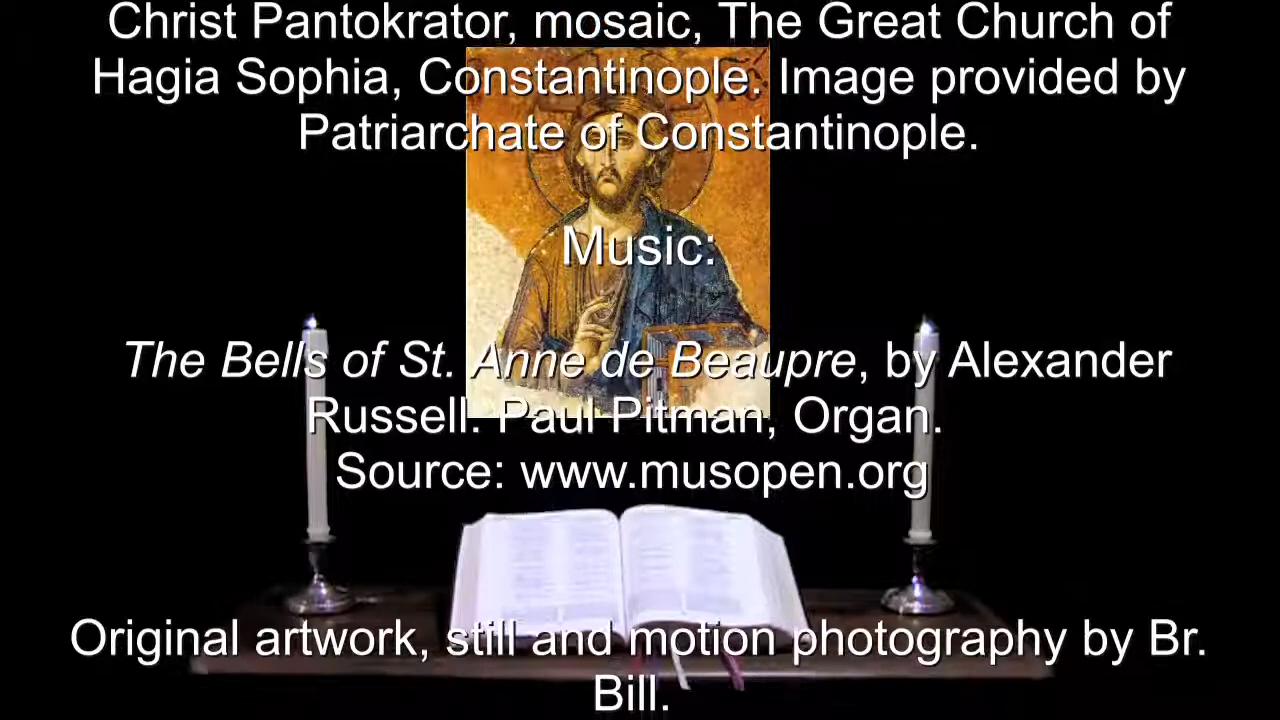 Christ Pantokrator, mosaic, The Great Church of
Hagia Sophia, Constantinople. Image provided by
Patriarchate of Constantinople.
Music:
The Bells of St. Anne de Beaupre, by Alexander
Russell. Paul Pitman, Organ.
Source: www.musopen.org
Original artwork, still and motion photography by Br.
Bill.